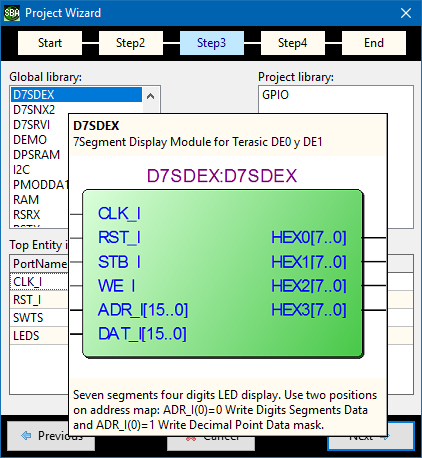 SBA Project Wizard
Start Step2 Step3 Step4 End
Global library:
Project library:
D7SDEX
D7SNX2
D7SRVI
DEMO
DPSRAM
I2C
PMODDA1
RAM
RSRX
GPIO
D7SDEX
7Segment Display Module for Terasic DE0 y DE1
D7SDEX:D7SDEX
CLK_I
RST_I HEX0[7..0]
STB_I HEX1[7..0]
WE_I HEX2[7..0]
ADR_I[15..0] HEX3[7..0]
DAT_I[15..0]
Seven segments four digits LED display. Use two positions
on address map: ADR_I(0)=0 Write Digits Segments Data
and ADR_I(0)=1 Write Decimal Point Data mask.
Top Entity i
PortName
CLK_I
RST_I
SWTS
LEDS
Previous Cancel Next